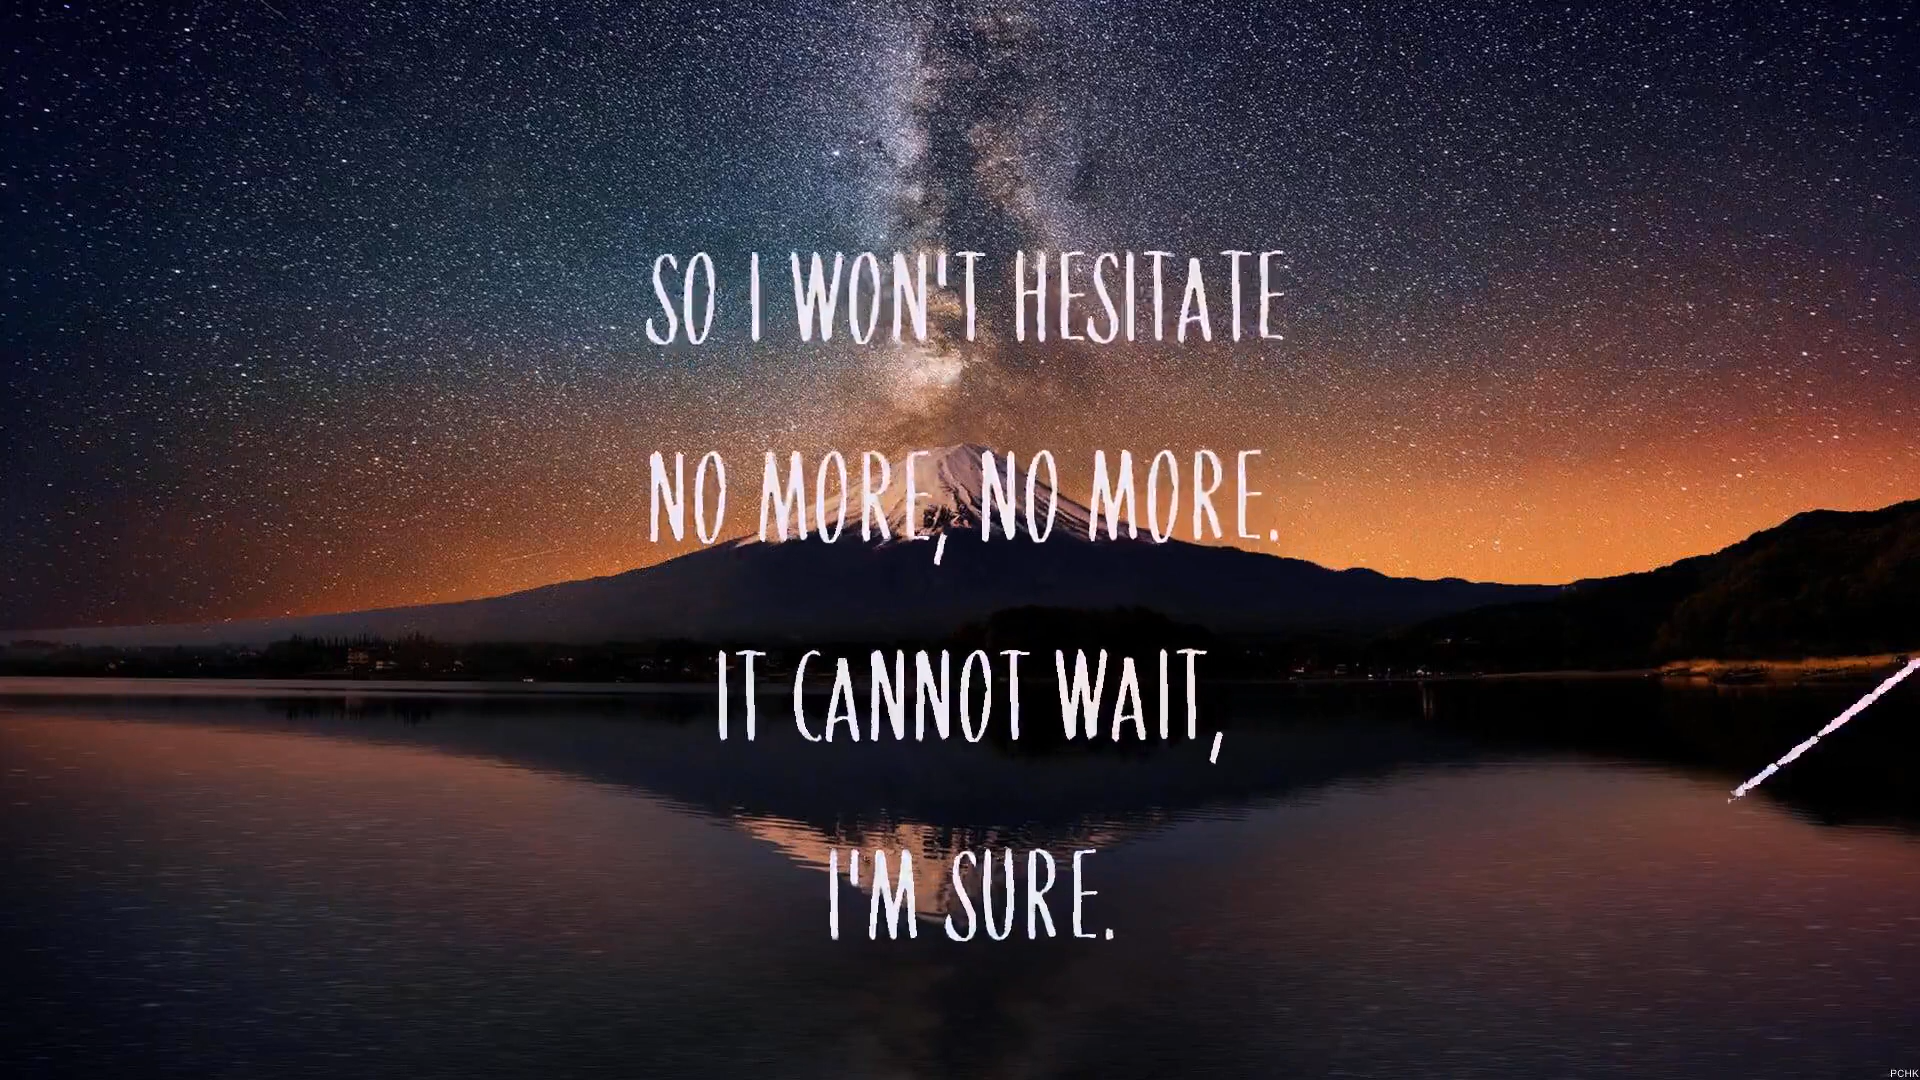 SO I WON'T HESITATE
NO MORE, NO MORE.
IT CANNOT WAIT,
I'M SURE.
PCHK